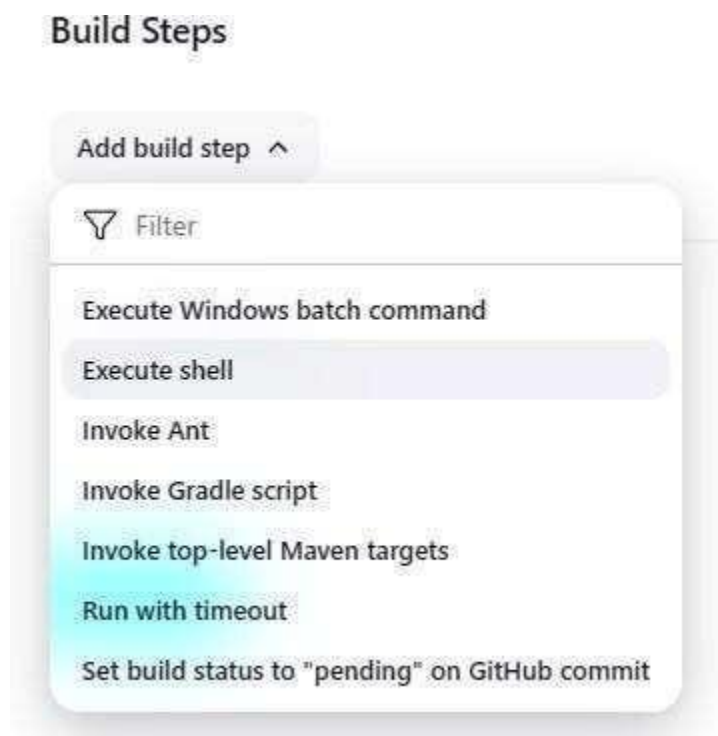 Build Steps
Add build step
Filter
Execute Windows batch command
Execute shell
Invoke Ant
Invoke Gradle script
Invoke top-level Maven targets
Run with timeout
Set build status to "pending" on GitHub commit